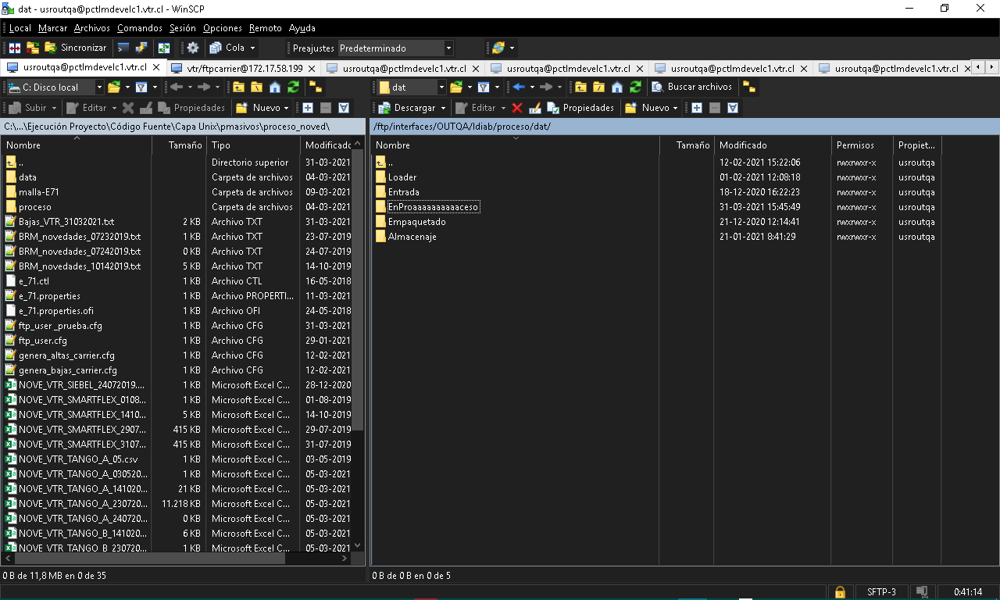 dat - usroutqa@pctlmdevelc1.vtr.cl - WinSCP
Local Marcar Archivos Comandos Sesión Opciones Remoto Ayuda
Sincronizar Cola Preajustes Predeterminado
usroutqa@pctlmdevelc1.vtr.cl vtr/ftpcarrier@172.17.58.199 usroutqa@pctlmdevelc1.vtr.cl usroutqa@pctlmdevelc1.vtr.cl usroutqa@pctlmdevelc1.vtr.cl usroutqa@pctlmdevelc1.vtr.cl
C: Disco local
Subir Editar Propiedades Nuevo
C:\...\Ejecución Proyecto\Código Fuente\Capa Unix\pmasivos\proceso_noved\
Nombre Tamaño Tipo Modificado
.. Directorio superior 31-03-2021
data Carpeta de archivos 04-03-2021
malla-E71 Carpeta de archivos 09-03-2021
proceso Carpeta de archivos 04-03-2021
Bajas_VTR_31032021.txt 2 KB Archivo TXT 31-03-2021
BRM_novedades_07232019.txt 1 KB Archivo TXT 23-07-2019
BRM_novedades_07242019.txt 0 KB Archivo TXT 24-07-2019
BRM_novedades_10142019.txt 5 KB Archivo TXT 14-10-2019
e_71.ctl 1 KB Archivo CTL 16-05-2018
e_71.properties 1 KB Archivo PROPERTI... 11-03-2021
e_71.properties.ofi 1 KB Archivo OFI 24-05-2018
ftp_user _prueba.cfg 1 KB Archivo CFG 31-03-2021
ftp_user.cfg 1 KB Archivo CFG 29-01-2021
genera_altas_carrier.cfg 1 KB Archivo CFG 12-02-2021
genera_bajas_carrier.cfg 1 KB Archivo CFG 12-02-2021
NOVE_VTR_SIEBEL_24072019.... 1 KB Microsoft Excel C... 28-12-2020
NOVE_VTR_SMARTFLEX_0108... 1 KB Microsoft Excel C... 01-08-2019
NOVE_VTR_SMARTFLEX_1410... 5 KB Microsoft Excel C... 14-10-2019
NOVE_VTR_SMARTFLEX_2907... 415 KB Microsoft Excel C... 29-07-2019
NOVE_VTR_SMARTFLEX_3107... 415 KB Microsoft Excel C... 31-07-2019
NOVE_VTR_TANGO_A_05.csv 1 KB Microsoft Excel C... 03-05-2019
NOVE_VTR_TANGO_A_030520... 1 KB Microsoft Excel C... 05-03-2021
NOVE_VTR_TANGO_A_141020... 21 KB Microsoft Excel C... 05-03-2021
NOVE_VTR_TANGO_A_230720... 11.218 KB Microsoft Excel C... 05-03-2021
NOVE_VTR_TANGO_A_240720... 0 KB Microsoft Excel C... 05-03-2021
NOVE_VTR_TANGO_B_141020... 6 KB Microsoft Excel C... 05-03-2021
NOVE_VTR_TANGO_B_230720... 1 KB Microsoft Excel C... 05-03-2021
0 B de 11,8 MB en 0 de 35
dat Buscar archivos
Descargar Editar Propiedades Nuevo
/ftp/interfaces/OUTQA/Idiab/proceso/dat/
Nombre Tamaño Modificado Permisos Propiet...
.. 12-02-2021 15:22:06 rwxrwxr-x usroutqa
Loader 01-02-2021 12:08:18 rwxrwxr-x usroutqa
Entrada 18-12-2020 16:22:23 rwxrwxr-x usroutqa
EnProaaaaaaaaaaceso 31-03-2021 15:45:49 rwxrwxr-x usroutqa
Empaquetado 21-12-2020 12:14:41 rwxrwxr-x usroutqa
Almacenaje 21-01-2021 8:41:29 rwxrwxr-x usroutqa
0 B de 0 B en 0 de 5
SFTP-3 0:41:14